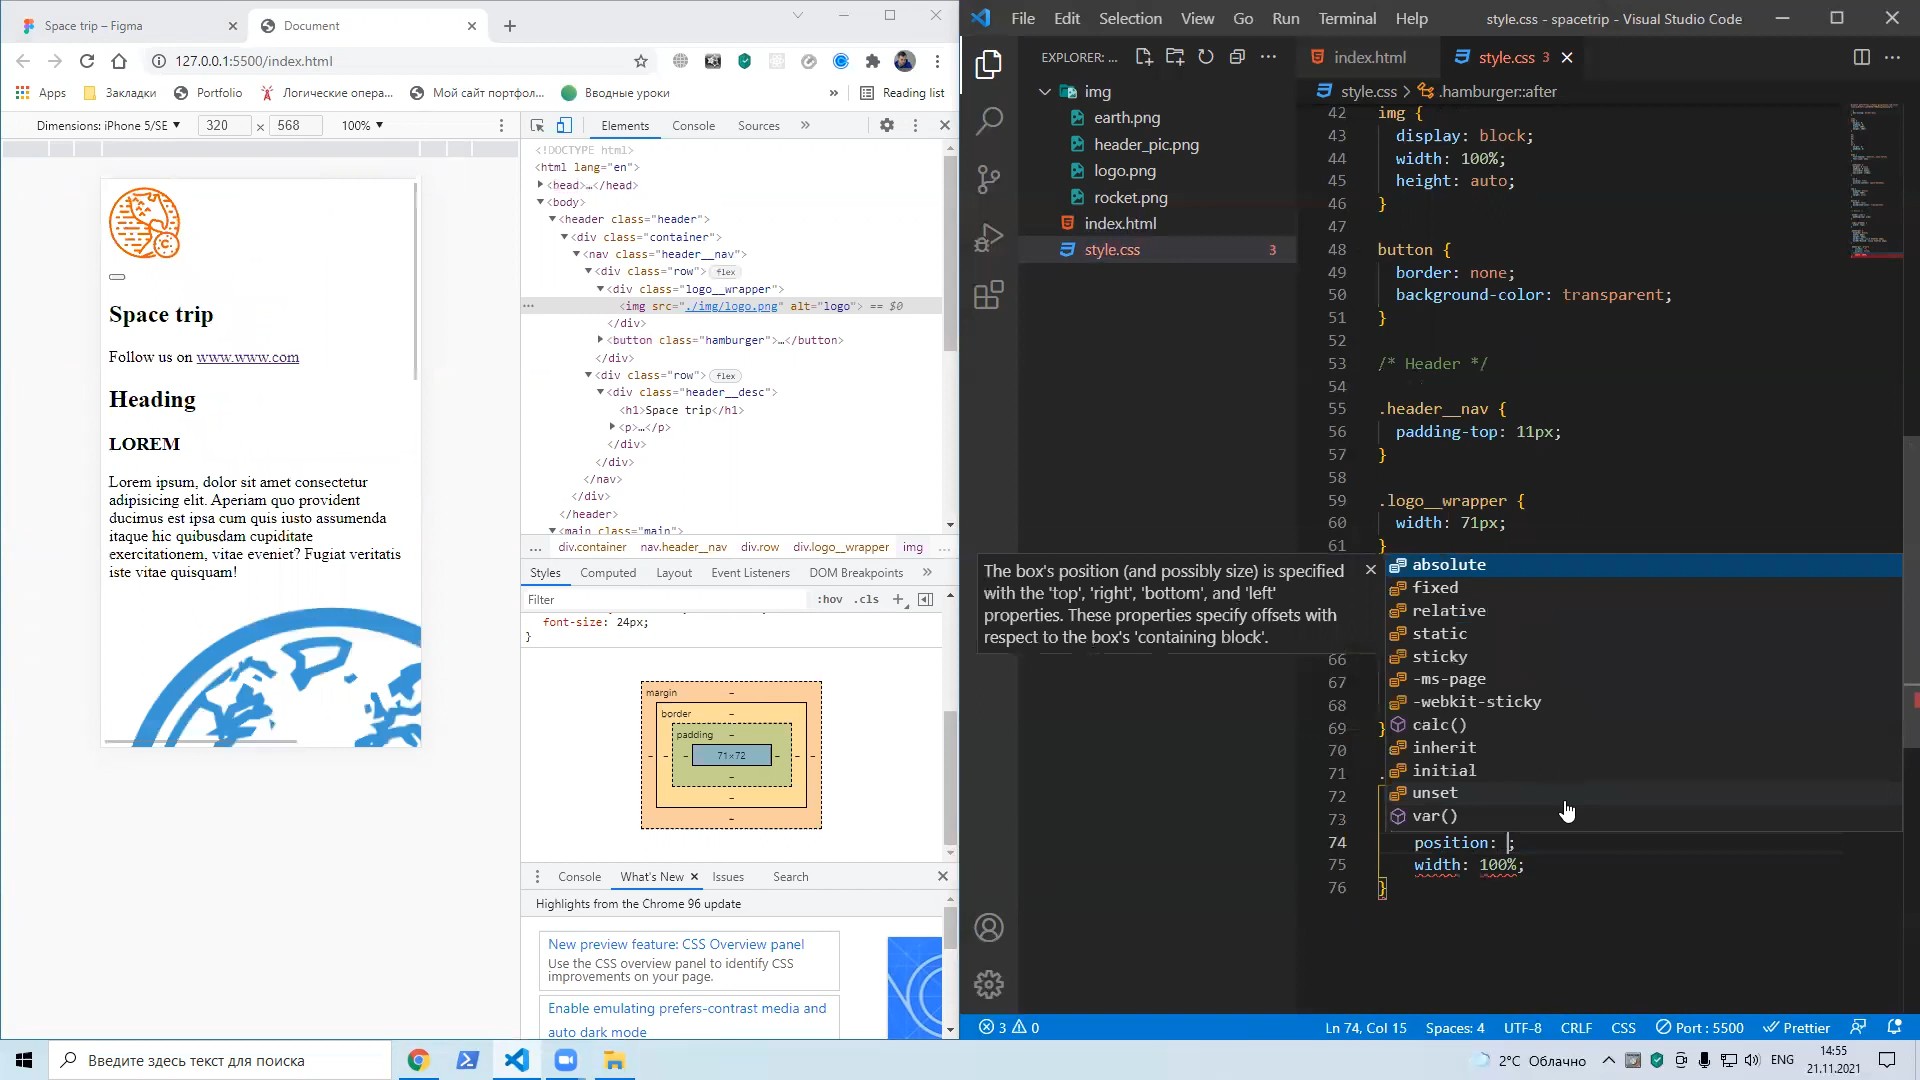 Space trip – Figma
Document
127.0.0.1:5500/index.html
Apps
Закладки
Portfolio
Логические опера...
Мой сайт портфол...
Вводные уроки
»
Reading list
Dimensions: iPhone 5/SE ▼
320
×
568
100% ▼
Elements
Console
Sources
»
Space trip
Follow us on www.www.com
Heading
LOREM
Lorem ipsum, dolor sit amet consectetur
adipisicing elit. Aperiam quo provident
ducimus est ipsa cum quis iusto assumenda
itaque hic quibusdam cupiditate
exercitationem, vitae eveniet? Fugiat veritatis
iste vitae quisquam!
<!DOCTYPE html>
<html lang="en">
<head>…</head>
<body>
<header class="header">
<div class="container">
<nav class="header__nav">
<div class="row"> flex
<div class="logo__wrapper">
<img src="./img/logo.png" alt="logo"> == $0
</div>
<button class="hamburger">…</button>
</div>
<div class="row"> flex
<div class="header__desc">
<h1>Space trip</h1>
<p>…</p>
</div>
</div>
</nav>
</div>
</header>
<main class="main">
... div.container nav.header__nav div.row div.logo__wrapper img ...
Styles Computed Layout Event Listeners DOM Breakpoints »
Filter :hov .cls
font-size: 24px;
}
margin –
border –
padding –
– – – 71×72 – – –
–
–
–
Console What's New Issues Search
Highlights from the Chrome 96 update
New preview feature: CSS Overview panel
Use the CSS overview panel to identify CSS
improvements on your page.
Enable emulating prefers-contrast media and
auto dark mode
File Edit Selection View Go Run Terminal Help
style.css - spacetrip - Visual Studio Code
EXPLORER: ...
index.html
style.css 3
style.css > .hamburger::after
img
earth.png
header_pic.png
logo.png
rocket.png
index.html
style.css 3
42 img {
43 display: block;
44 width: 100%;
45 height: auto;
46 }
47
48 button {
49 border: none;
50 background-color: transparent;
51 }
52
53 /* Header */
54
55 .header__nav {
56 padding-top: 11px;
57 }
58
59 .logo__wrapper {
60 width: 71px;
61 }
The box's position (and possibly size) is specified
with the 'top', 'right', 'bottom', and 'left'
properties. These properties specify offsets with
respect to the box's 'containing block'.
absolute
fixed
relative
static
sticky
-ms-page
-webkit-sticky
calc()
inherit
initial
unset
var()
66
67
68
69 }
70
71 .
72
73
74 position: ;
75 width: 100%;
76 }
3 0
Ln 74, Col 15
Spaces: 4
UTF-8
CRLF
CSS
Port : 5500
Prettier
Введите здесь текст для поиска
2°C Облачно
ENG
14:55
21.11.2021